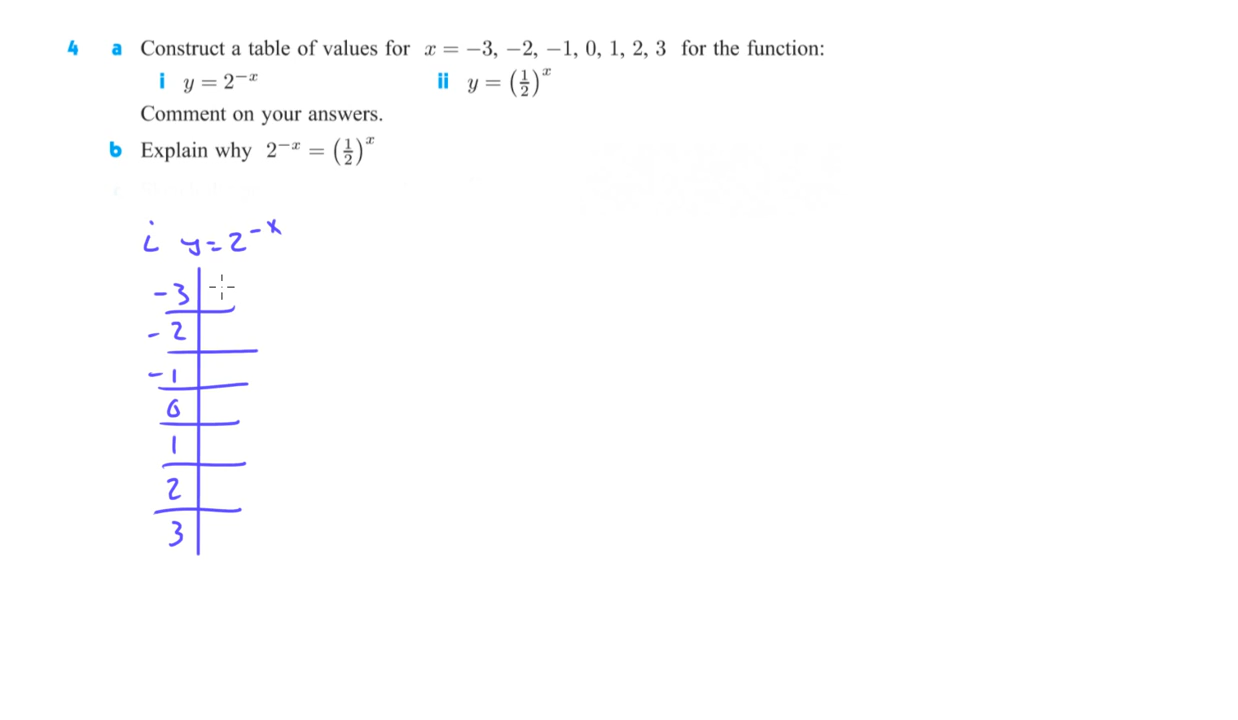 4 a Construct a table of values for x = −3, −2, −1, 0, 1, 2, 3 for the function:
i y = 2⁻ˣ ii y = (1/2)ˣ
Comment on your answers.
b Explain why 2⁻ˣ = (1/2)ˣ
i y = 2⁻ˣ
-3
-2
-1
0
1
2
3